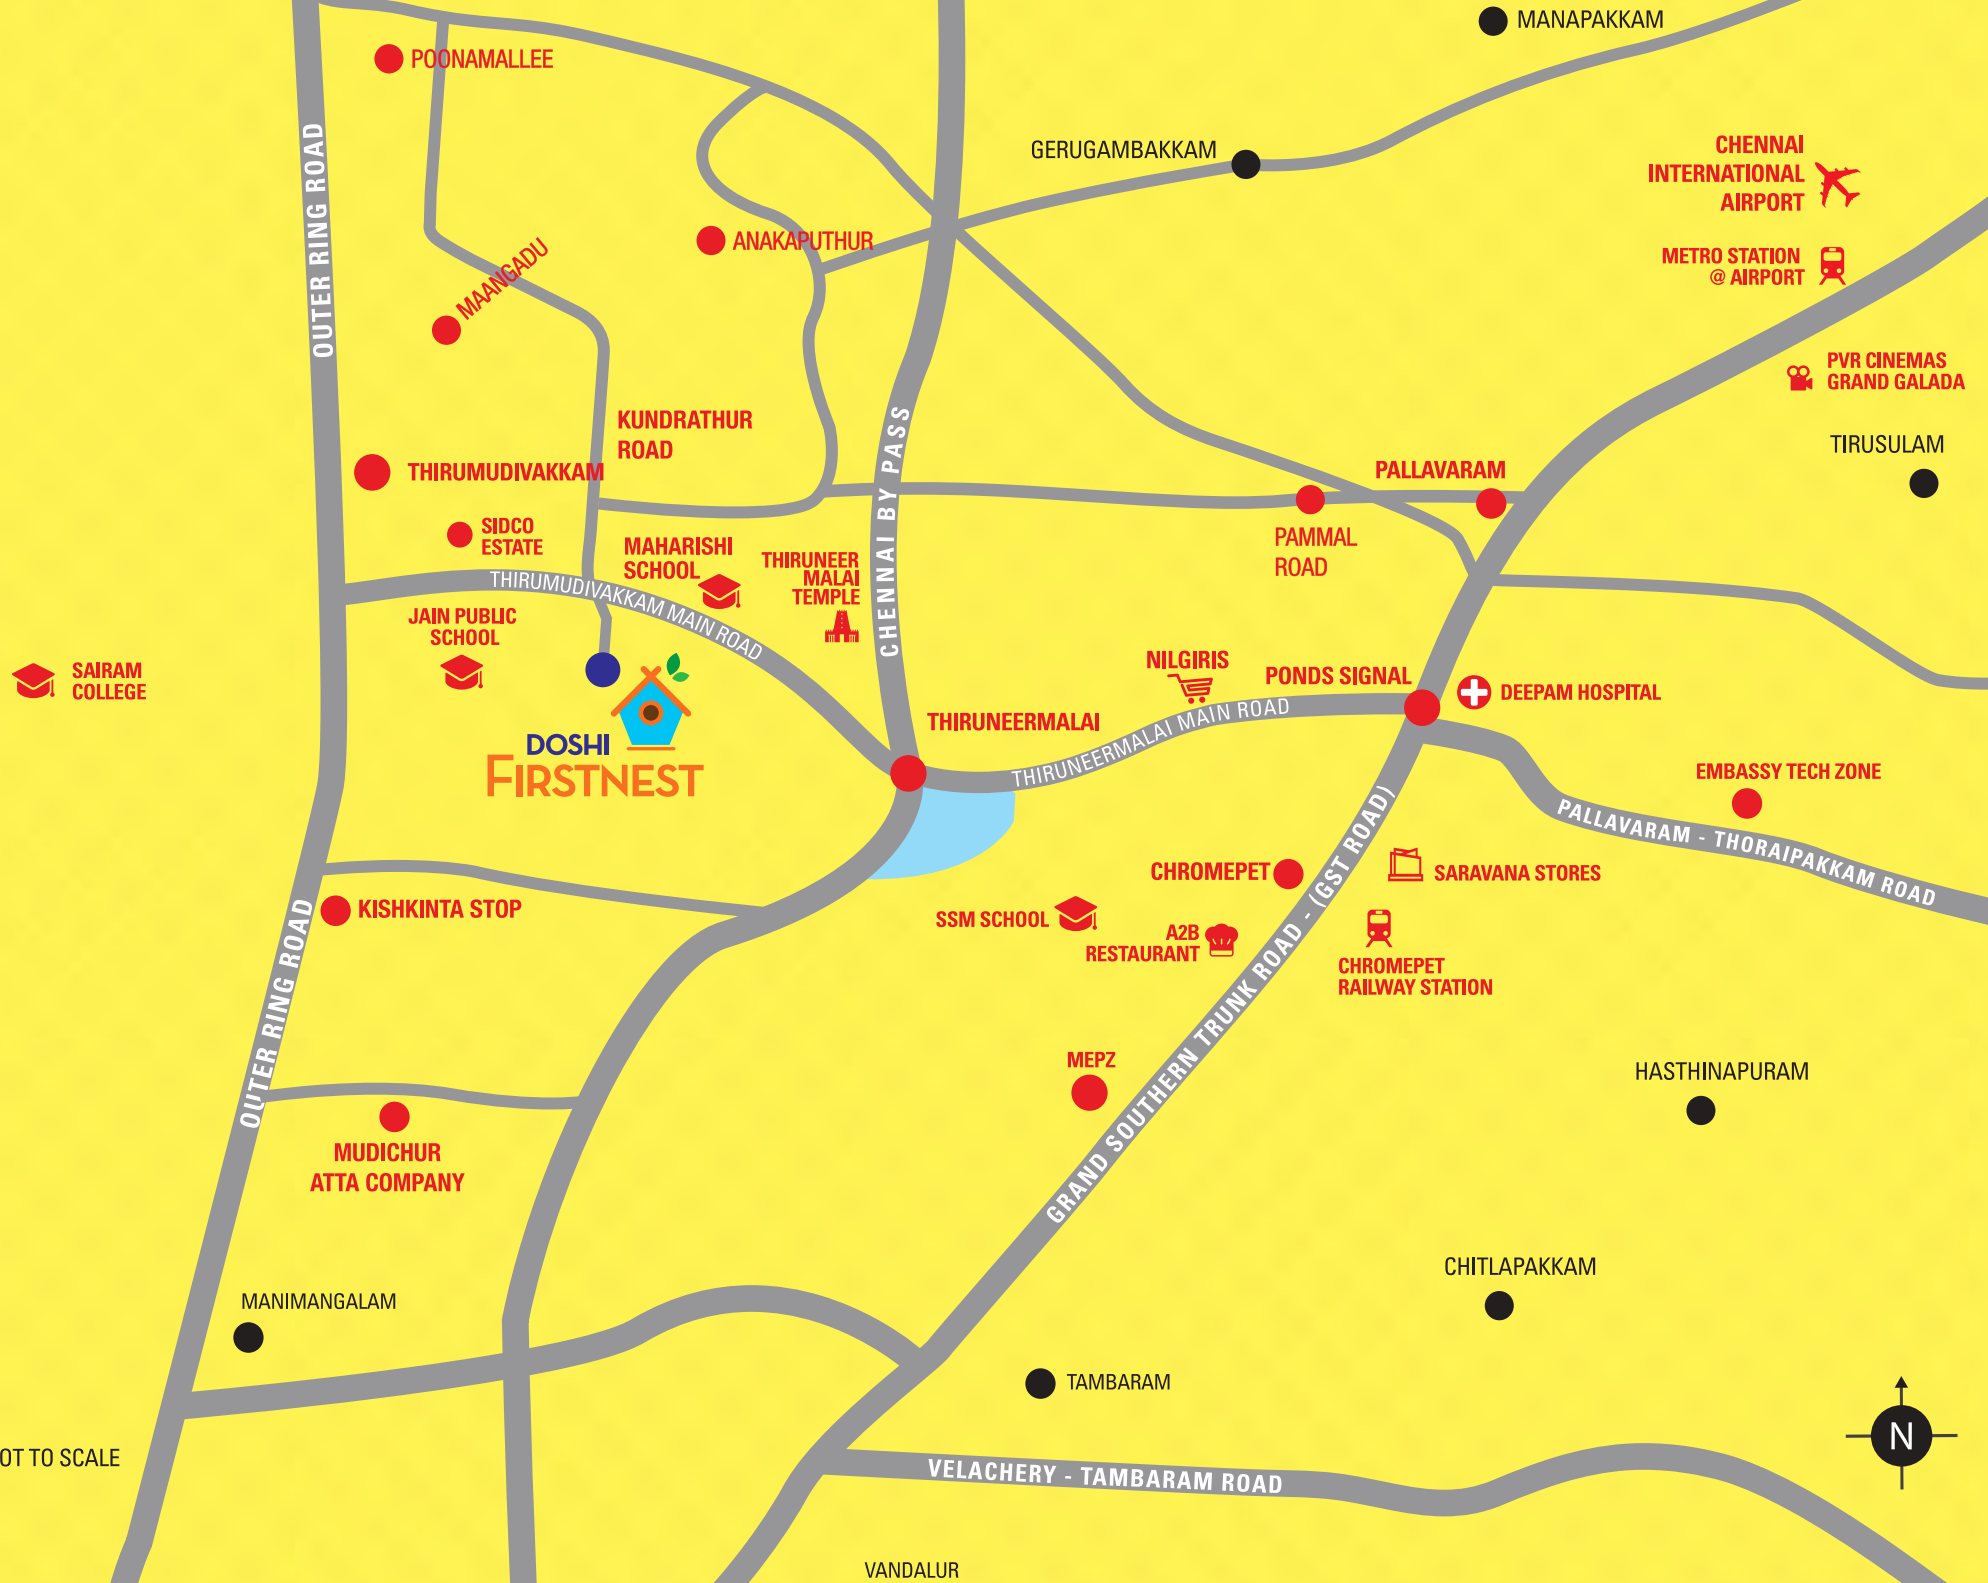 MANAPAKKAM
POONAMALLEE
GERUGAMBAKKAM
CHENNAI
INTERNATIONAL
AIRPORT
OUTER RING ROAD
ANAKAPUTHUR
MAANGADU
METRO STATION
@ AIRPORT
PVR CINEMAS
GRAND GALADA
KUNDRATHUR
ROAD
TIRUSULAM
CHENNAI BY PASS
THIRUMUDIVAKKAM
PALLAVARAM
SIDCO
ESTATE
MAHARISHI
SCHOOL
THIRUNEER
MALAI
TEMPLE
PAMMAL
ROAD
THIRUMUDIVAKKAM MAIN ROAD
JAIN PUBLIC
SCHOOL
SAIRAM
COLLEGE
NILGIRIS
PONDS SIGNAL
DEEPAM HOSPITAL
THIRUNEERMALAI
THIRUNEERMALAI MAIN ROAD
DOSHI
FIRSTNEST
EMBASSY TECH ZONE
PALLAVARAM - THORAIPAKKAM ROAD
CHROMEPET
SARAVANA STORES
KISHKINTA STOP
OUTER RING ROAD
SSM SCHOOL
A2B
RESTAURANT
CHROMEPET
RAILWAY STATION
GRAND SOUTHERN TRUNK ROAD - (GST ROAD)
MEPZ
HASTHINAPURAM
MUDICHUR
ATTA COMPANY
CHITLAPAKKAM
MANIMANGALAM
TAMBARAM
N
OT TO SCALE
VELACHERY - TAMBARAM ROAD
VANDALUR